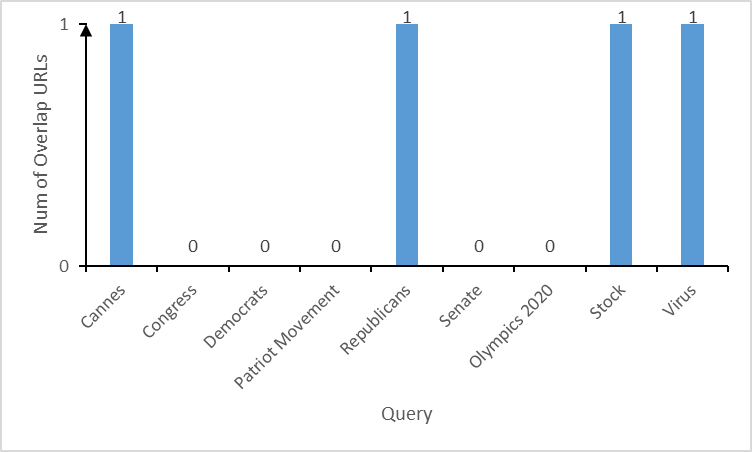 1
0
Num of Overlap URLs
1
0
0
0
1
0
0
1
1
Cannes
Congress
Democrats
Patriot Movement
Republicans
Senate
Olympics 2020
Stock
Virus
Query